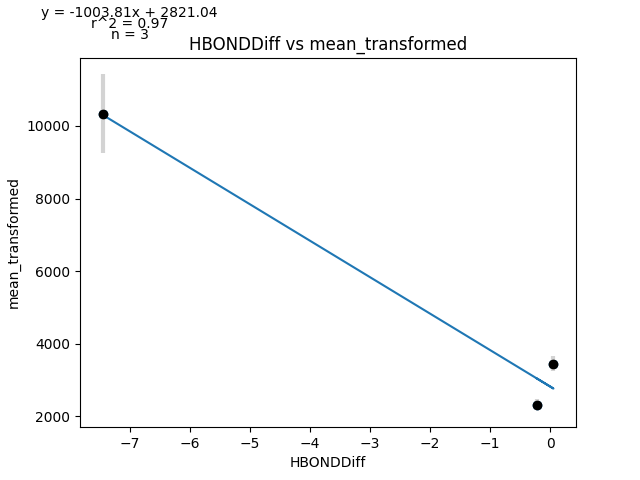 y = -1003.81x + 2821.04
r^2 = 0.97
n = 3
HBONDDiff vs mean_transformed
mean_transformed
10000
8000
6000
4000
2000
−7
−6
−5
−4
−3
−2
−1
0
HBONDDiff